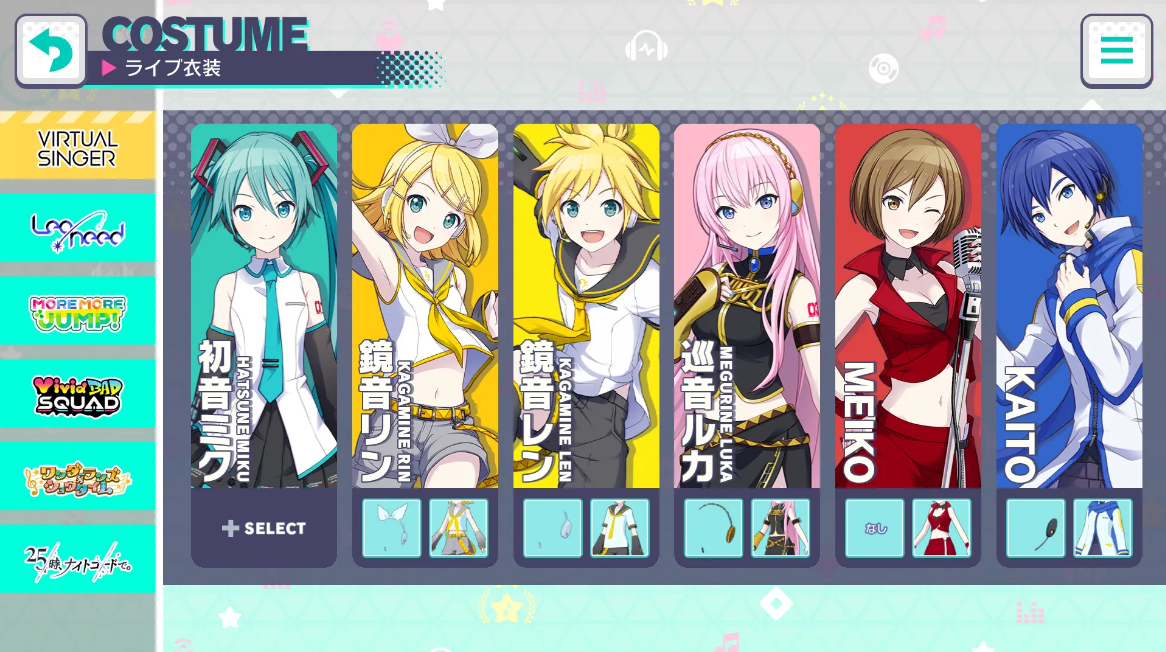 COSTUME
ライブ衣装
VIRTUAL
SINGER
Leo/need
MORE MORE
JUMP!
Vivid BAD
SQUAD
ワンダーランズ
×ショウタイム
25時、ナイトコードで。
初音ミク
HATSUNE MIKU
01
鏡音リン
KAGAMINE RIN
鏡音レン
KAGAMINE LEN
巡音ルカ
MEGURINE LUKA
03
MEIKO
KAITO
+ SELECT
なし